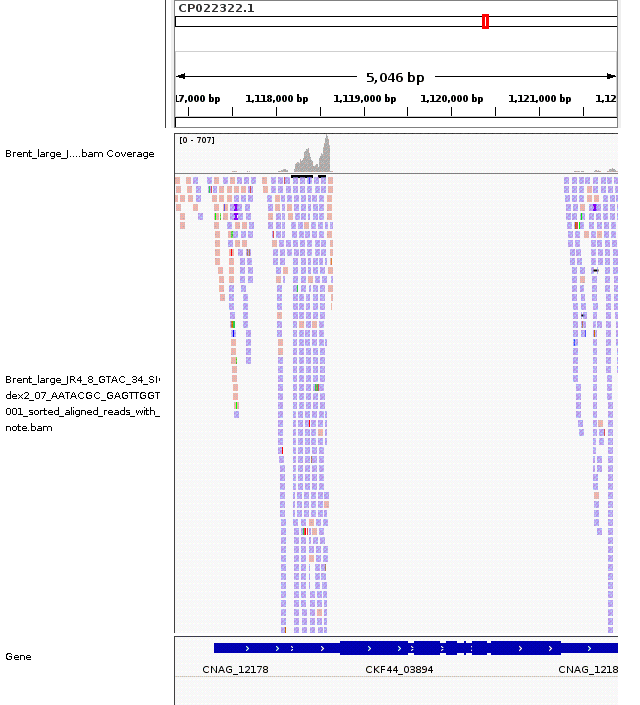 CP022322.1
5,046 bp
17,000 bp 1,118,000 bp 1,119,000 bp 1,120,000 bp 1,121,000 bp 1,12
[0 - 707]
Brent_large_J....bam Coverage
Brent_large_JR4_8_GTAC_34_SI
dex2_07_AATACGC_GAGTTGGT
001_sorted_aligned_reads_with_
note.bam
Gene
CNAG_12178 CKF44_03894 CNAG_1218